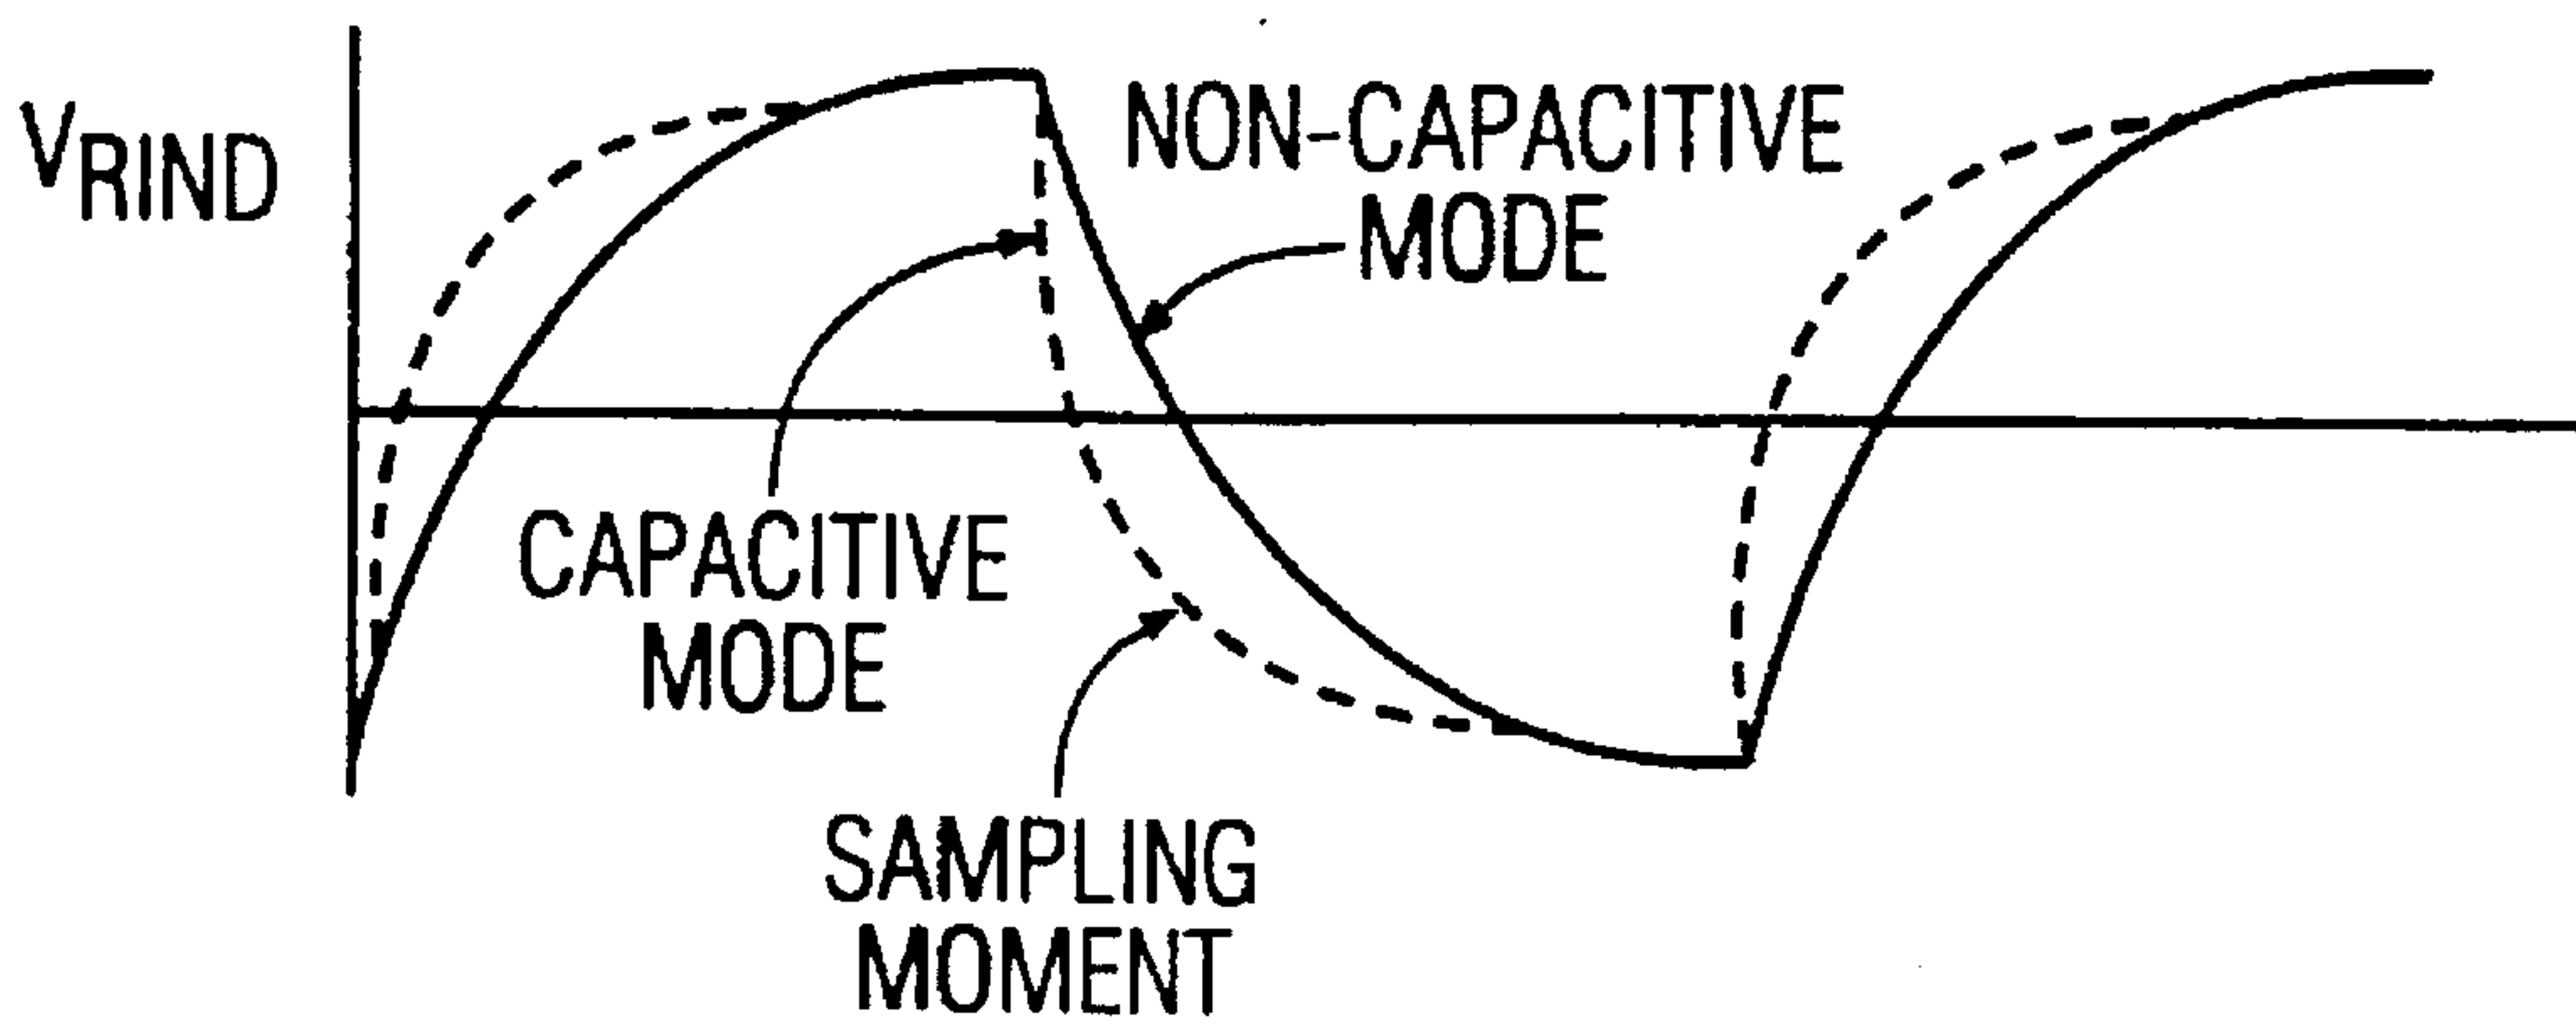 VRIND
NON-CAPACITIVE
MODE
CAPACITIVE
MODE
SAMPLING
MOMENT